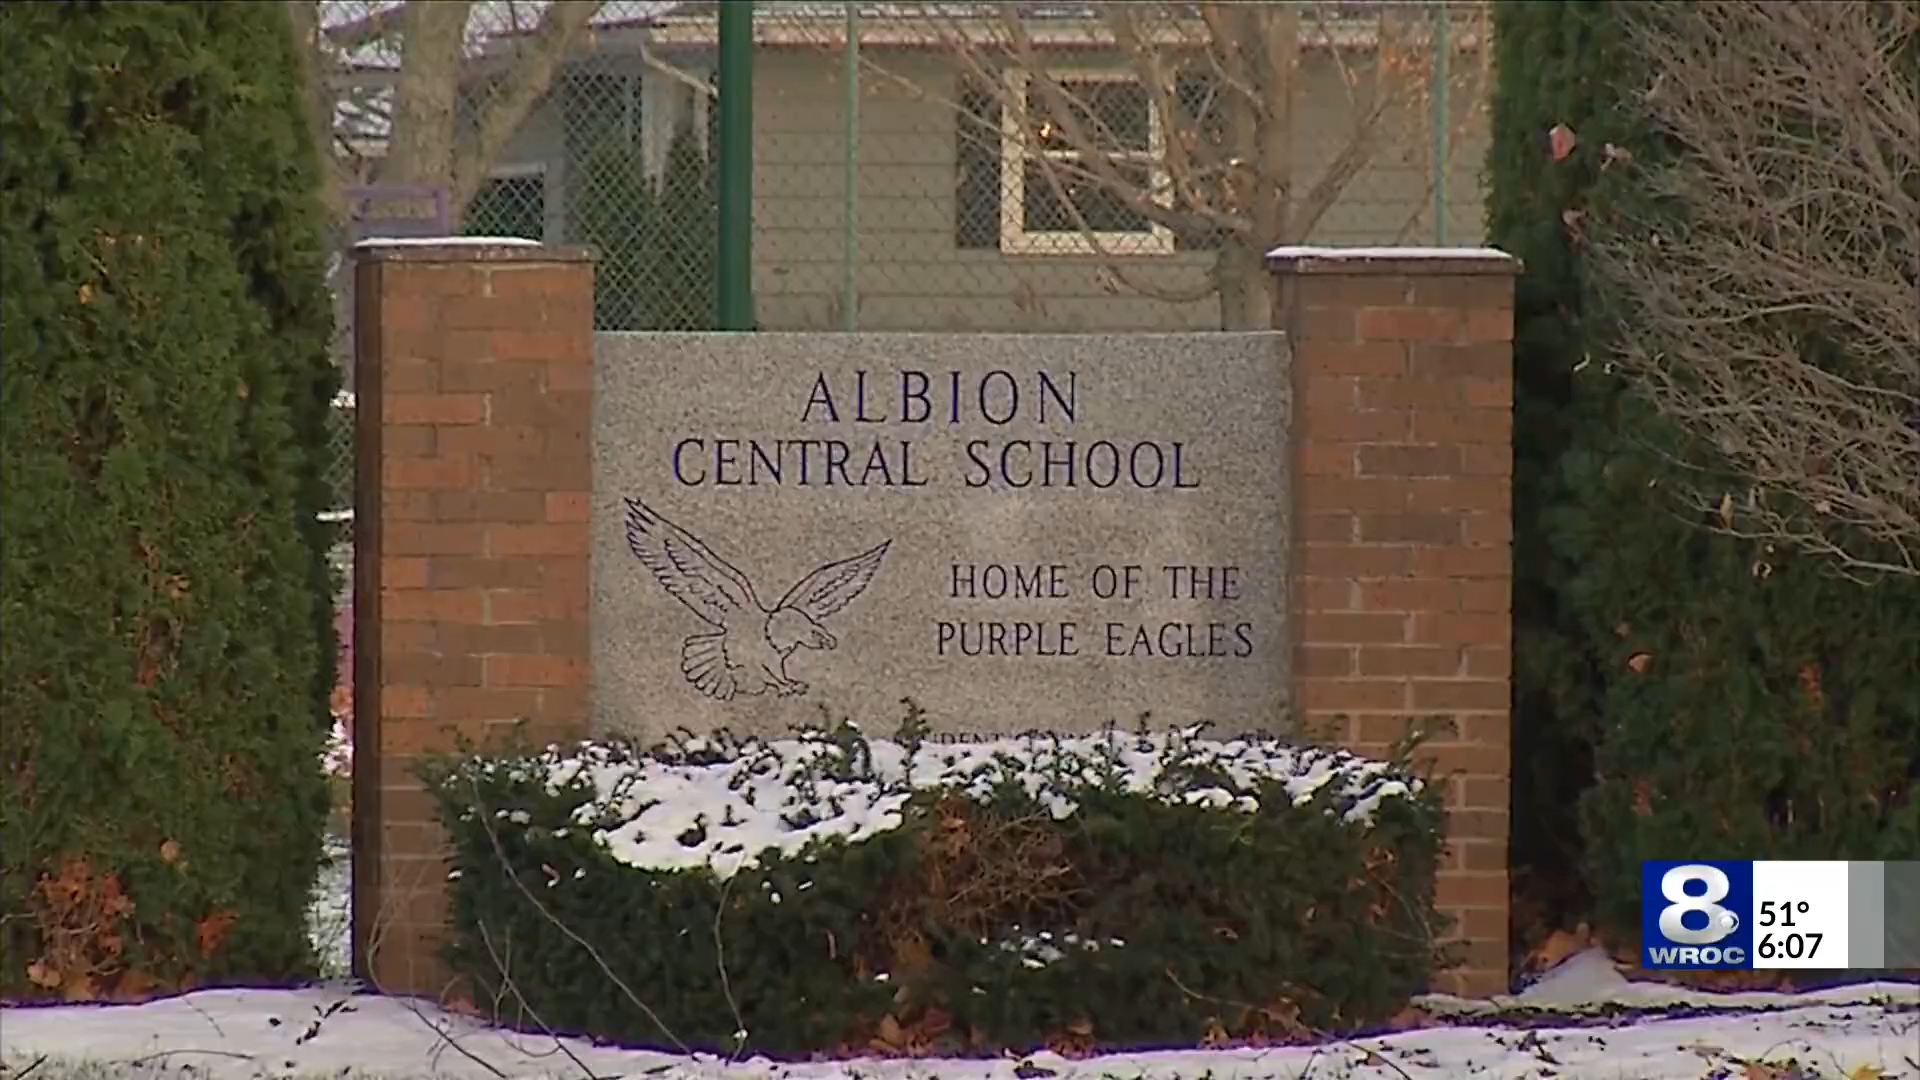 ALBION
CENTRAL SCHOOL
HOME OF THE
PURPLE EAGLES
8
WROC
51°
6:07